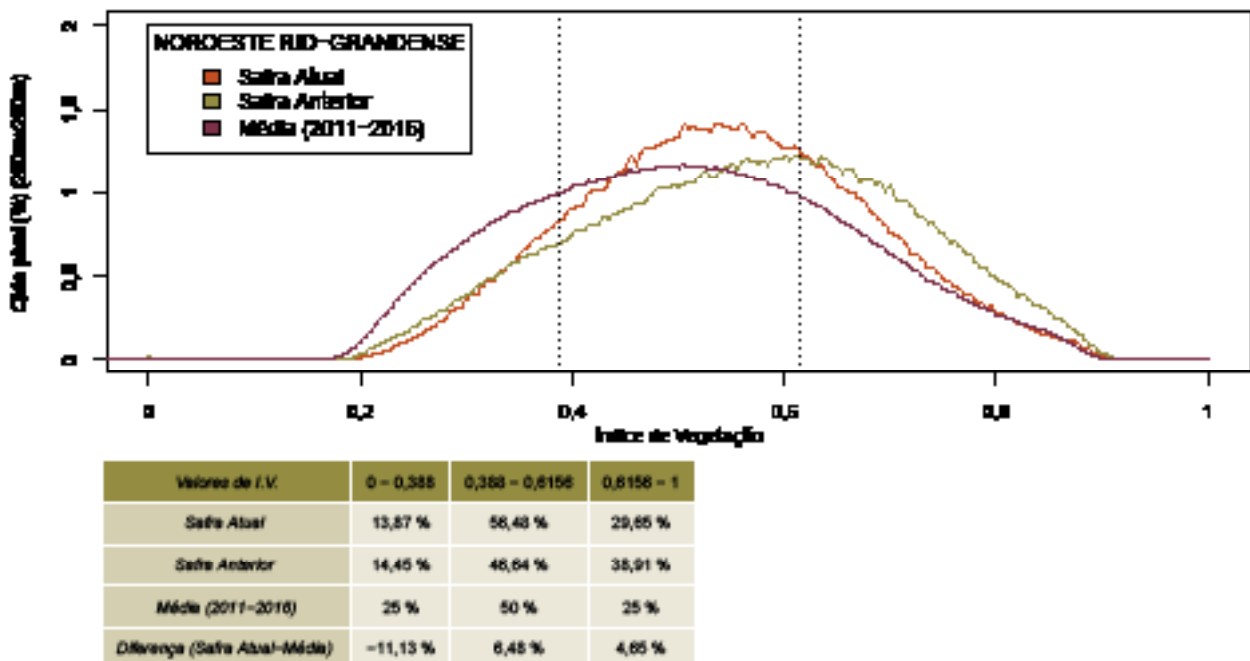 NOROESTE RIO-GRANDENSE
Safra Atual
Safra Anterior
Média (2011-2016)
Qtde pixel (%) (250mx250m)
2
1,5
1
0,5
0
0 0,2 0,4 0,6 0,8 1
Índice de Vegetação
Valores de I.V. 0 - 0,388 0,388 - 0,6156 0,6156 - 1
Safra Atual 13,87 % 56,48 % 29,65 %
Safra Anterior 14,45 % 46,64 % 38,91 %
Média (2011-2016) 25 % 50 % 25 %
Diferença (Safra Atual-Média) -11,13 % 6,48 % 4,65 %